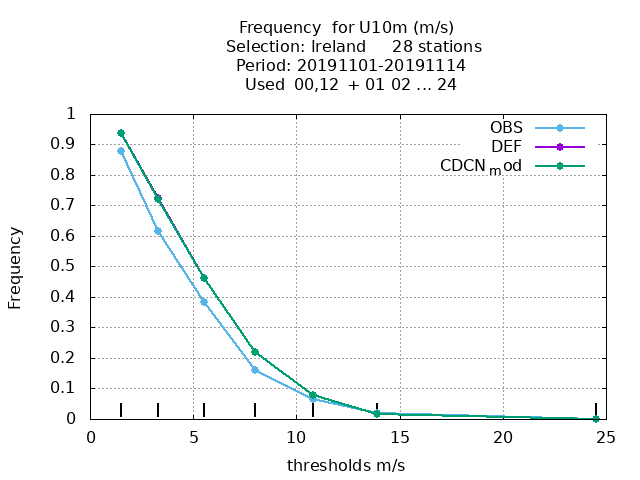 Frequency  for U10m (m/s)
Selection: Ireland     28 stations
Period: 20191101-20191114
Used  00,12  + 01 02 ... 24
OBS
DEF
CDCN_mod
1
0.9
0.8
0.7
0.6
0.5
0.4
0.3
0.2
0.1
0
Frequency
0 5 10 15 20 25
thresholds m/s